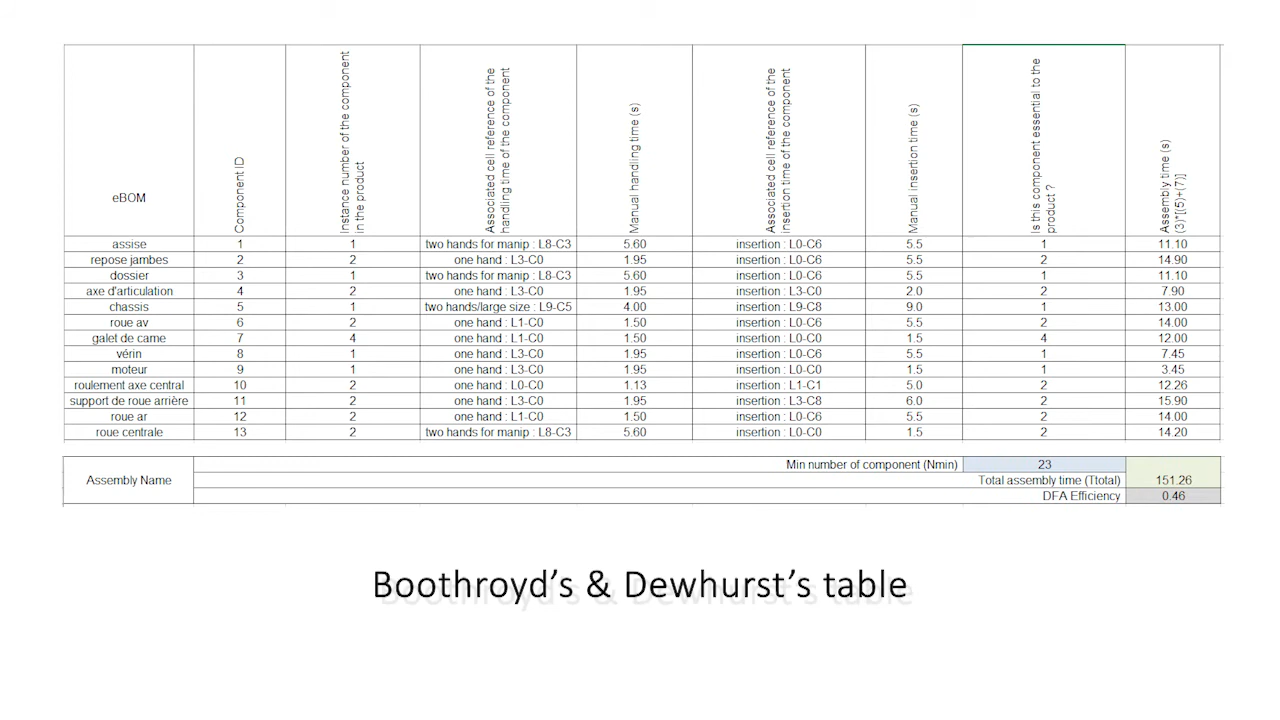 eBOM Component ID Instance number of the component in the product Associated cell reference of the handling time of the component Manual handling time (s) Associated cell reference of the insertion time of the component Manual insertion time (s) Is this component essential to the product ? Assembly time (s) (3)*[(5)+(7)]
assise 1 1 two hands for manip : L8-C3 5.60 insertion : L0-C6 5.5 1 11.10
repose jambes 2 2 one hand : L3-C0 1.95 insertion : L0-C6 5.5 2 14.90
dossier 3 1 two hands for manip : L8-C3 5.60 insertion : L0-C6 5.5 1 11.10
axe d'articulation 4 2 one hand : L3-C0 1.95 insertion : L3-C0 2.0 2 7.90
chassis 5 1 two hands/large size : L9-C5 4.00 insertion : L9-C8 9.0 1 13.00
roue av 6 2 one hand : L1-C0 1.50 insertion : L0-C6 5.5 2 14.00
galet de came 7 4 one hand : L1-C0 1.50 insertion : L0-C0 1.5 4 12.00
vérin 8 1 one hand : L3-C0 1.95 insertion : L0-C6 5.5 1 7.45
moteur 9 1 one hand : L3-C0 1.95 insertion : L0-C0 1.5 1 3.45
roulement axe central 10 2 one hand : L0-C0 1.13 insertion : L1-C1 5.0 2 12.26
support de roue arrière 11 2 one hand : L3-C0 1.95 insertion : L3-C8 6.0 2 15.90
roue ar 12 2 one hand : L1-C0 1.50 insertion : L0-C6 5.5 2 14.00
roue centrale 13 2 two hands for manip : L8-C3 5.60 insertion : L0-C0 1.5 2 14.20
Min number of component (Nmin) 23
Assembly Name Total assembly time (Ttotal) 151.26
DFA Efficiency 0.46
Boothroyd's & Dewhurst's table